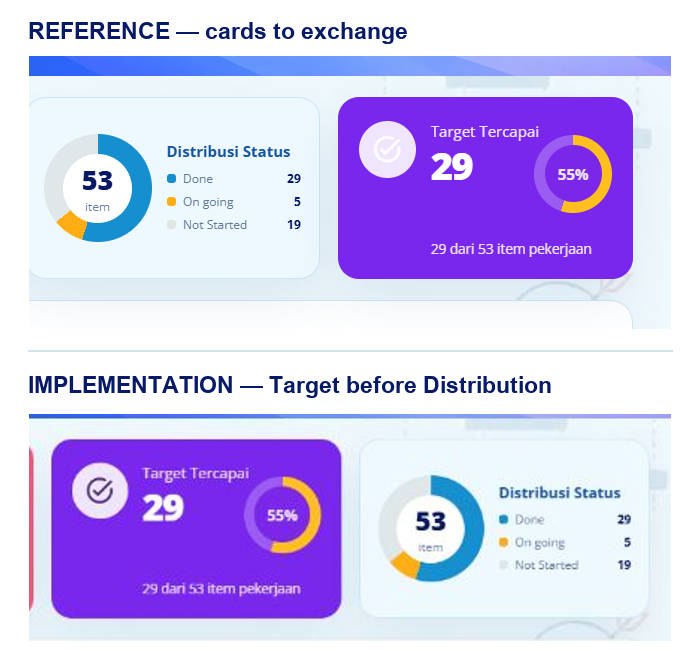 REFERENCE — cards to exchange
53
item
Distribusi Status
Done 29
On going 5
Not Started 19
Target Tercapai
29
55%
29 dari 53 item pekerjaan
IMPLEMENTATION — Target before Distribution
Target Tercapai
29
55%
29 dari 53 item pekerjaan
53
item
Distribusi Status
Done 29
On going 5
Not Started 19